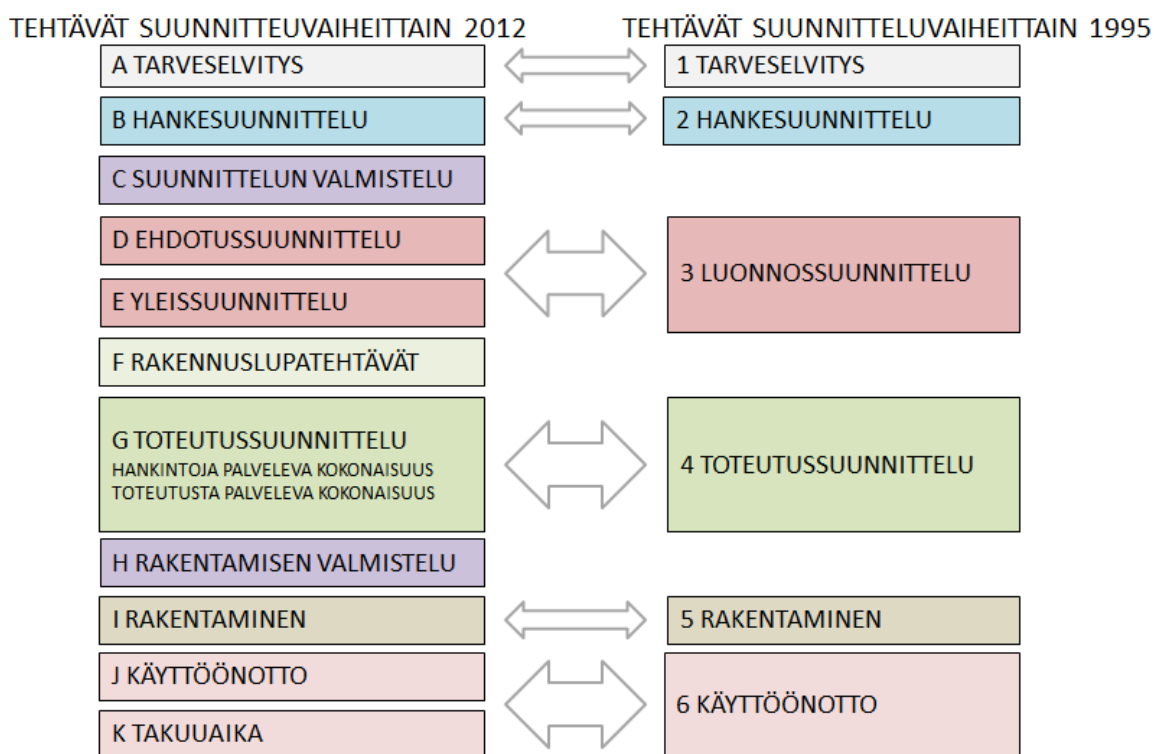 TEHTÄVÄT SUUNNITTEUVAIHEITTAIN 2012
A TARVESELVITYS
B HANKESUUNNITTELU
C SUUNNITTELUN VALMISTELU
D EHDOTUSSUUNNITTELU
E YLEISSUUNNITTELU
F RAKENNUSLUPATEHTÄVÄT
G TOTEUTUSSUUNNITTELU
HANKINTOJA PALVELEVA KOKONAISUUS
TOTEUTUSTA PALVELEVA KOKONAISUUS
H RAKENTAMISEN VALMISTELU
I RAKENTAMINEN
J KÄYTTÖÖNOTTO
K TAKUUAIKA
TEHTÄVÄT SUUNNITTELUVAIHEITTAIN 1995
1 TARVESELVITYS
2 HANKESUUNNITTELU
3 LUONNOSSUUNNITTELU
4 TOTEUTUSSUUNNITTELU
5 RAKENTAMINEN
6 KÄYTTÖÖNOTTO